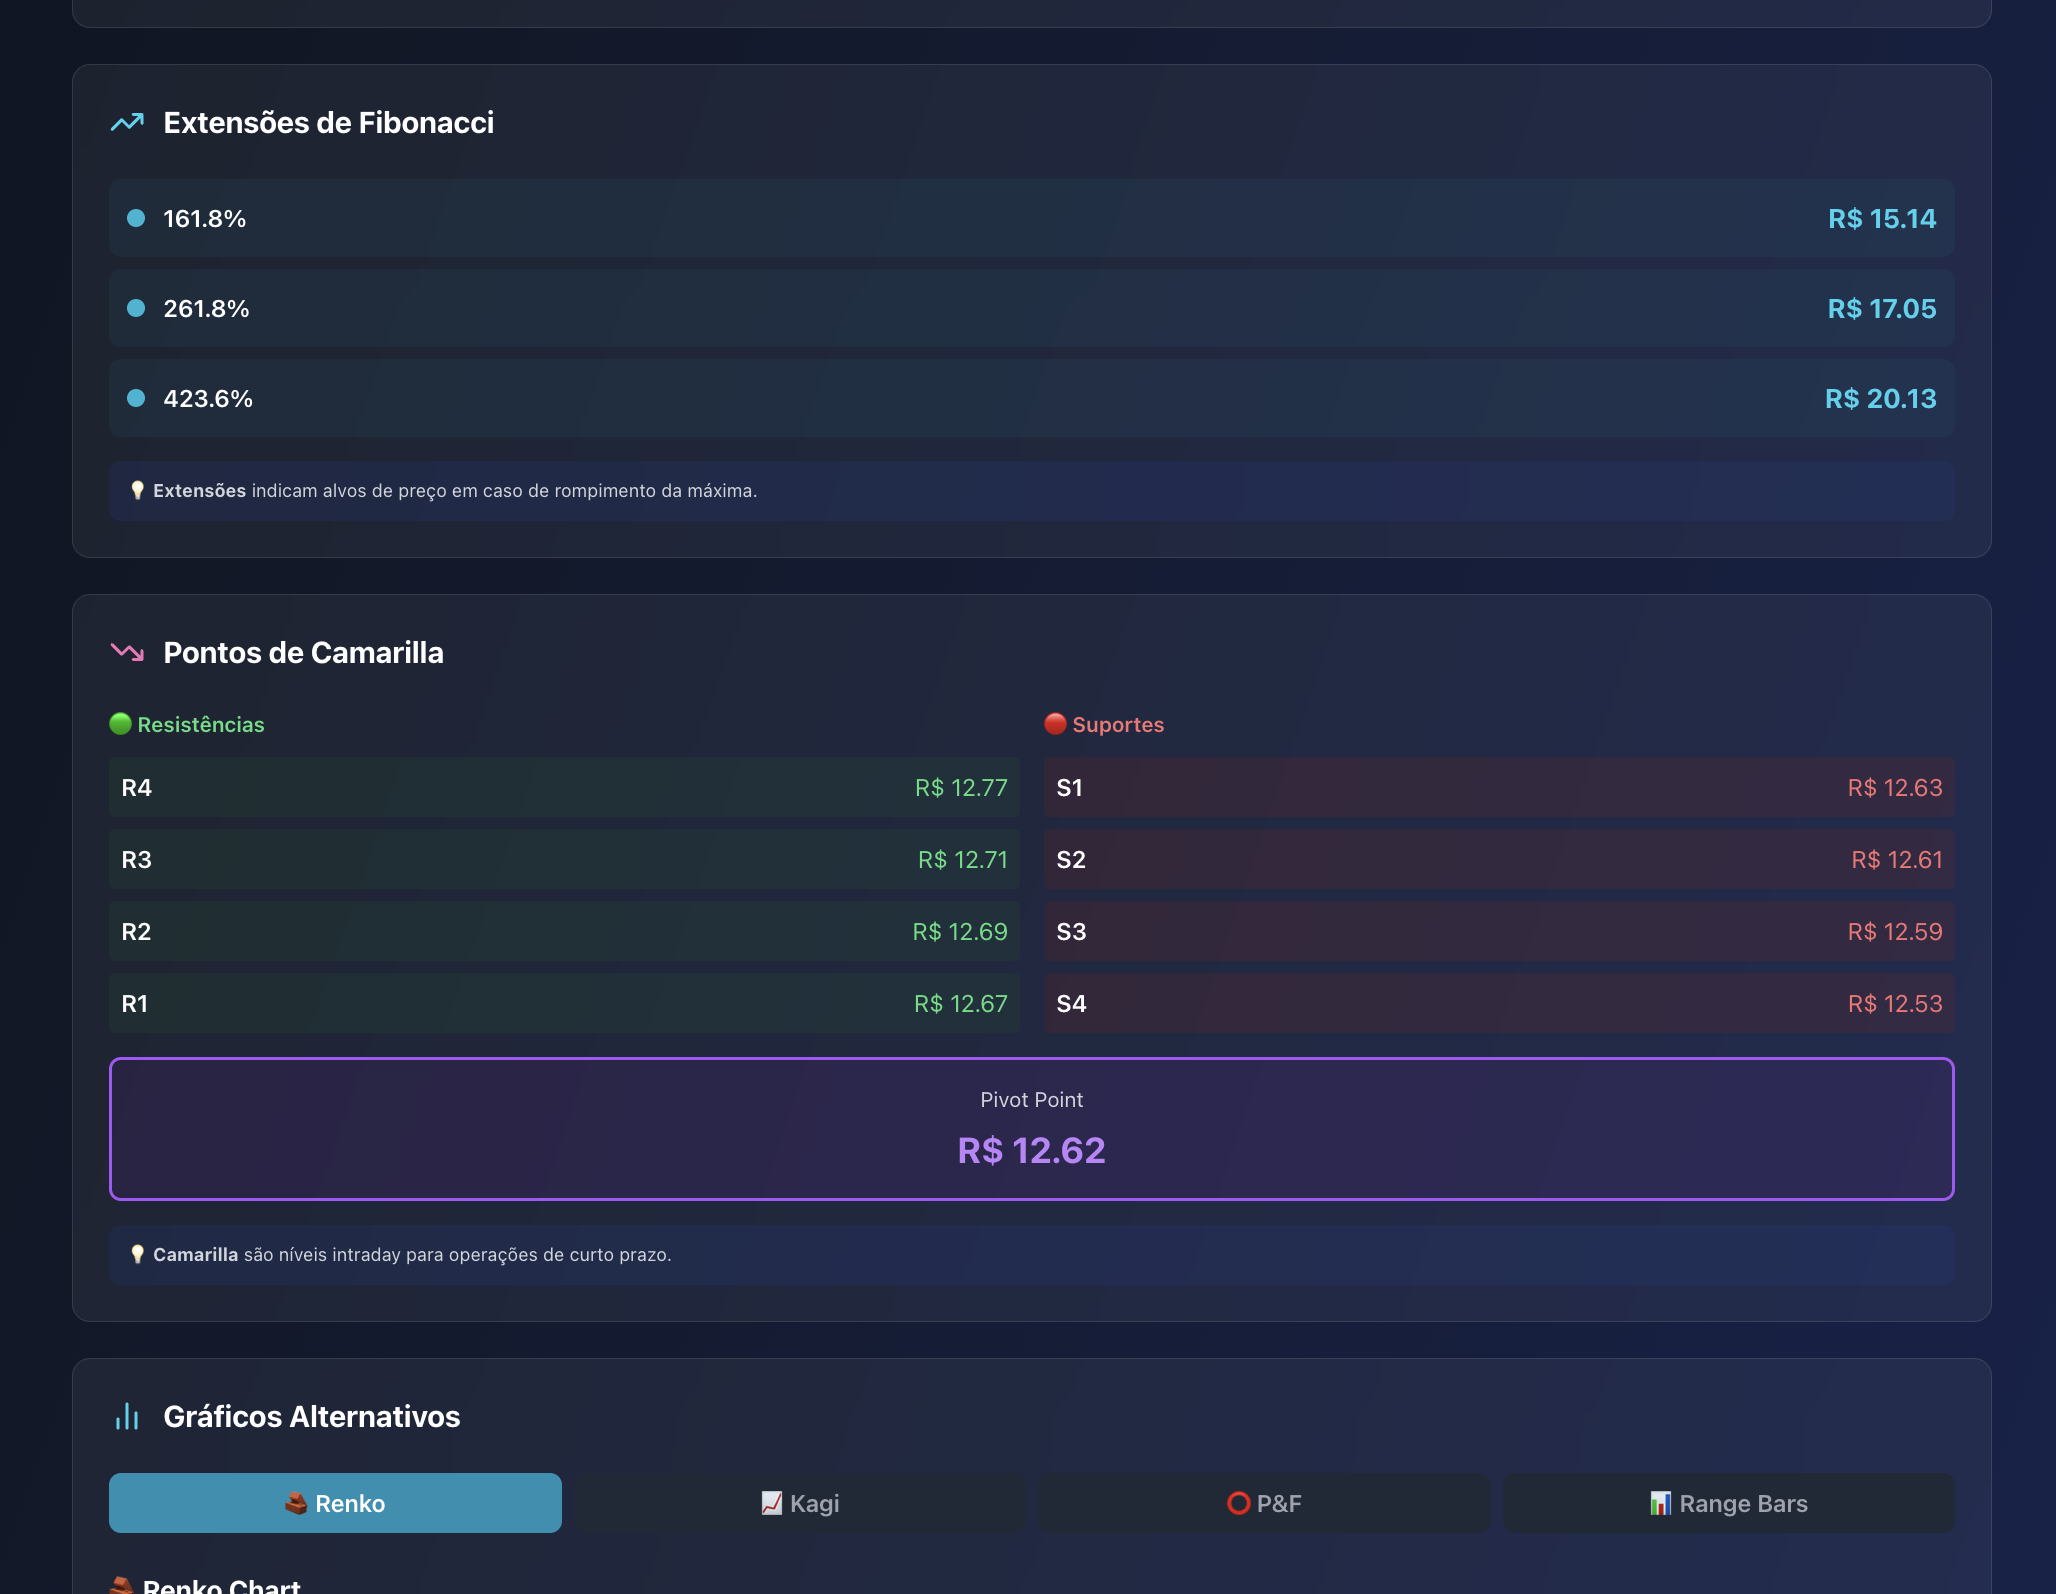 Extensões de Fibonacci
161.8% R$ 15.14
261.8% R$ 17.05
423.6% R$ 20.13
Extensões indicam alvos de preço em caso de rompimento da máxima.
Pontos de Camarilla
Resistências
R4 R$ 12.77
R3 R$ 12.71
R2 R$ 12.69
R1 R$ 12.67
Suportes
S1 R$ 12.63
S2 R$ 12.61
S3 R$ 12.59
S4 R$ 12.53
Pivot Point
R$ 12.62
Camarilla são níveis intraday para operações de curto prazo.
Gráficos Alternativos
Renko Kagi P&F Range Bars
Renko Chart